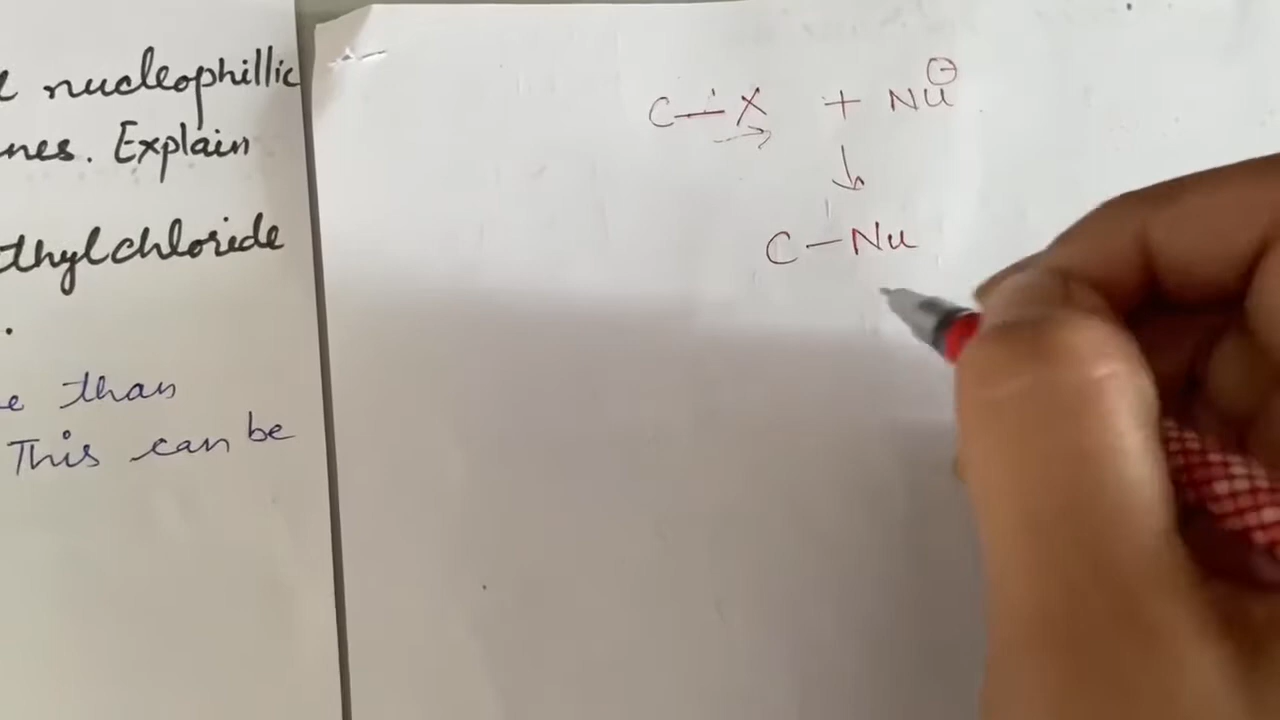 nucleophillic
nes. Explain
thylchloride
.
e than
This can be
C—X + Nu⊖
↓
C—Nu